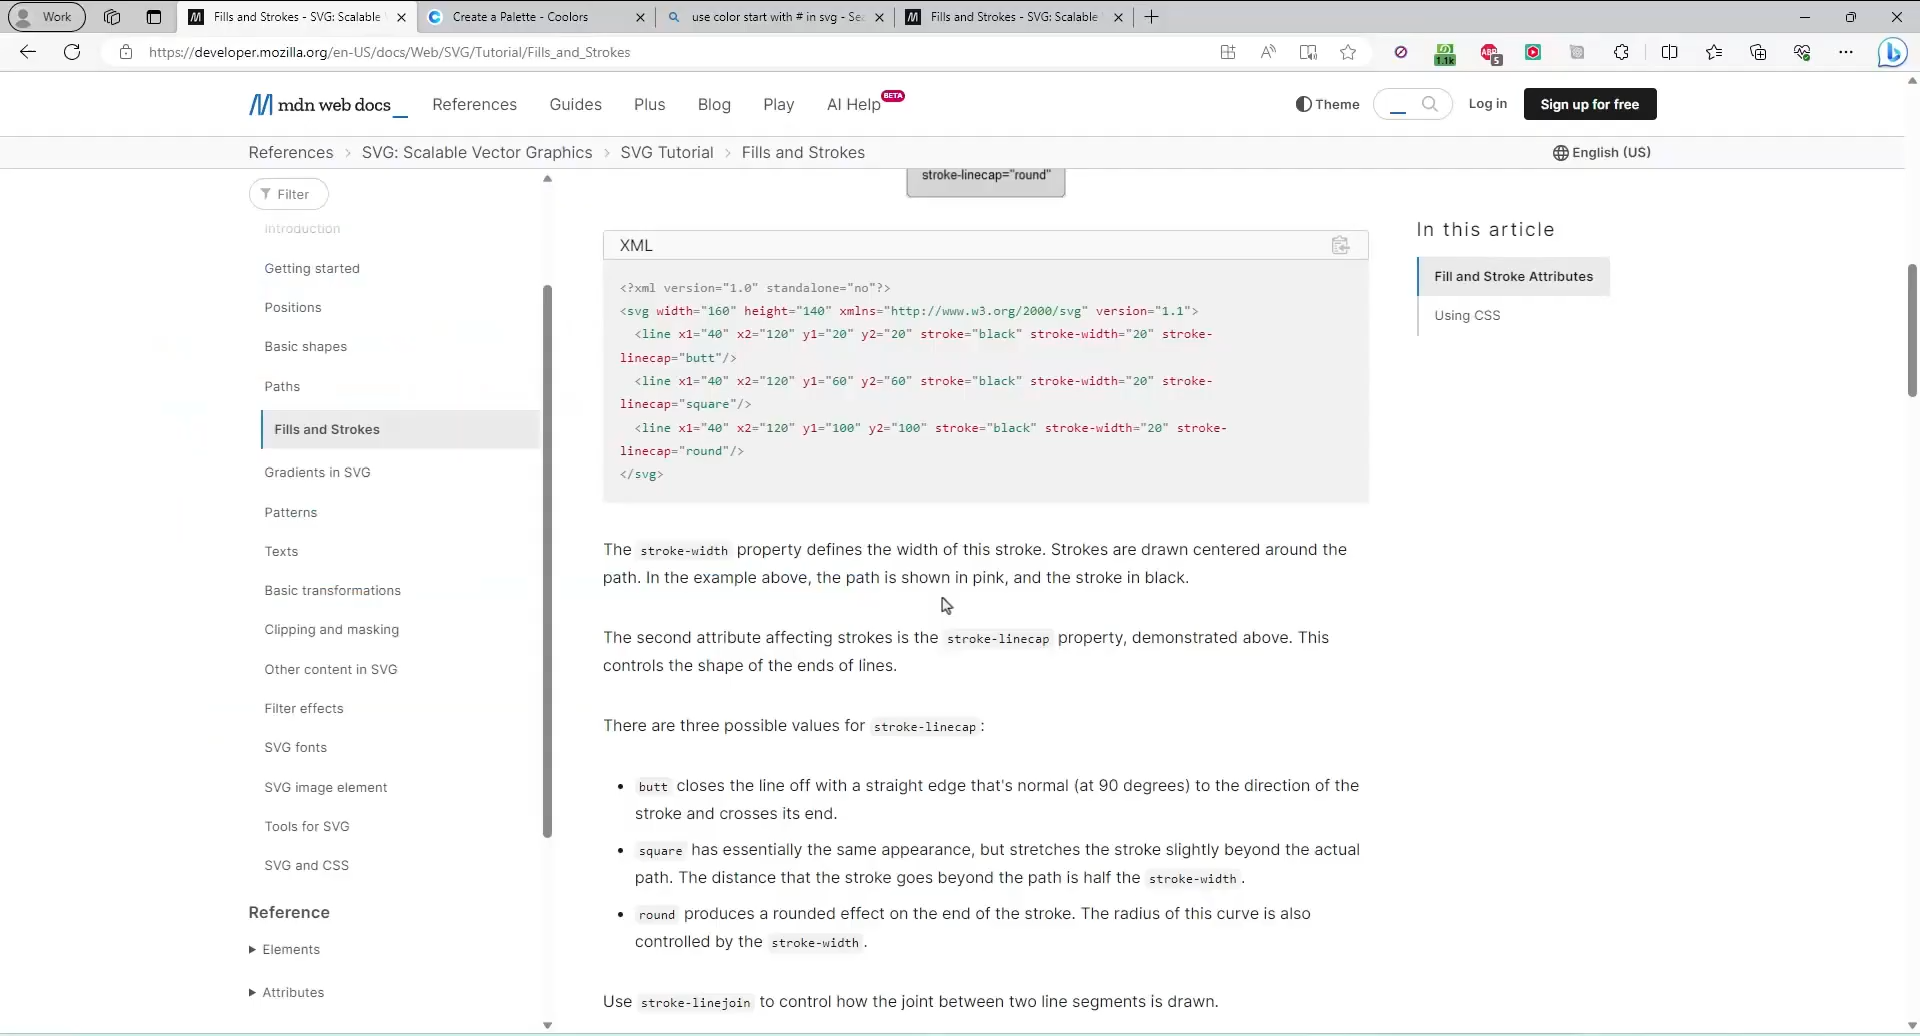 Work
Fills and Strokes - SVG: Scalable
Create a Palette - Coolors
use color start with # in svg - Sea
Fills and Strokes - SVG: Scalable
https://developer.mozilla.org/en-US/docs/Web/SVG/Tutorial/Fills_and_Strokes
1.1k
ABP
5
mdn web docs_
References
Guides
Plus
Blog
Play
AI Help BETA
Theme
Log in
Sign up for free
References > SVG: Scalable Vector Graphics > SVG Tutorial > Fills and Strokes
English (US)
Filter
Introduction
Getting started
Positions
Basic shapes
Paths
Fills and Strokes
Gradients in SVG
Patterns
Texts
Basic transformations
Clipping and masking
Other content in SVG
Filter effects
SVG fonts
SVG image element
Tools for SVG
SVG and CSS
Reference
Elements
Attributes
stroke-linecap="round"
XML
<?xml version="1.0" standalone="no"?>
<svg width="160" height="140" xmlns="http://www.w3.org/2000/svg" version="1.1">
<line x1="40" x2="120" y1="20" y2="20" stroke="black" stroke-width="20" stroke-
linecap="butt"/>
<line x1="40" x2="120" y1="60" y2="60" stroke="black" stroke-width="20" stroke-
linecap="square"/>
<line x1="40" x2="120" y1="100" y2="100" stroke="black" stroke-width="20" stroke-
linecap="round"/>
</svg>
The stroke-width property defines the width of this stroke. Strokes are drawn centered around the
path. In the example above, the path is shown in pink, and the stroke in black.
The second attribute affecting strokes is the stroke-linecap property, demonstrated above. This
controls the shape of the ends of lines.
There are three possible values for stroke-linecap:
• butt closes the line off with a straight edge that's normal (at 90 degrees) to the direction of the
stroke and crosses its end.
• square has essentially the same appearance, but stretches the stroke slightly beyond the actual
path. The distance that the stroke goes beyond the path is half the stroke-width.
• round produces a rounded effect on the end of the stroke. The radius of this curve is also
controlled by the stroke-width.
Use stroke-linejoin to control how the joint between two line segments is drawn.
In this article
Fill and Stroke Attributes
Using CSS